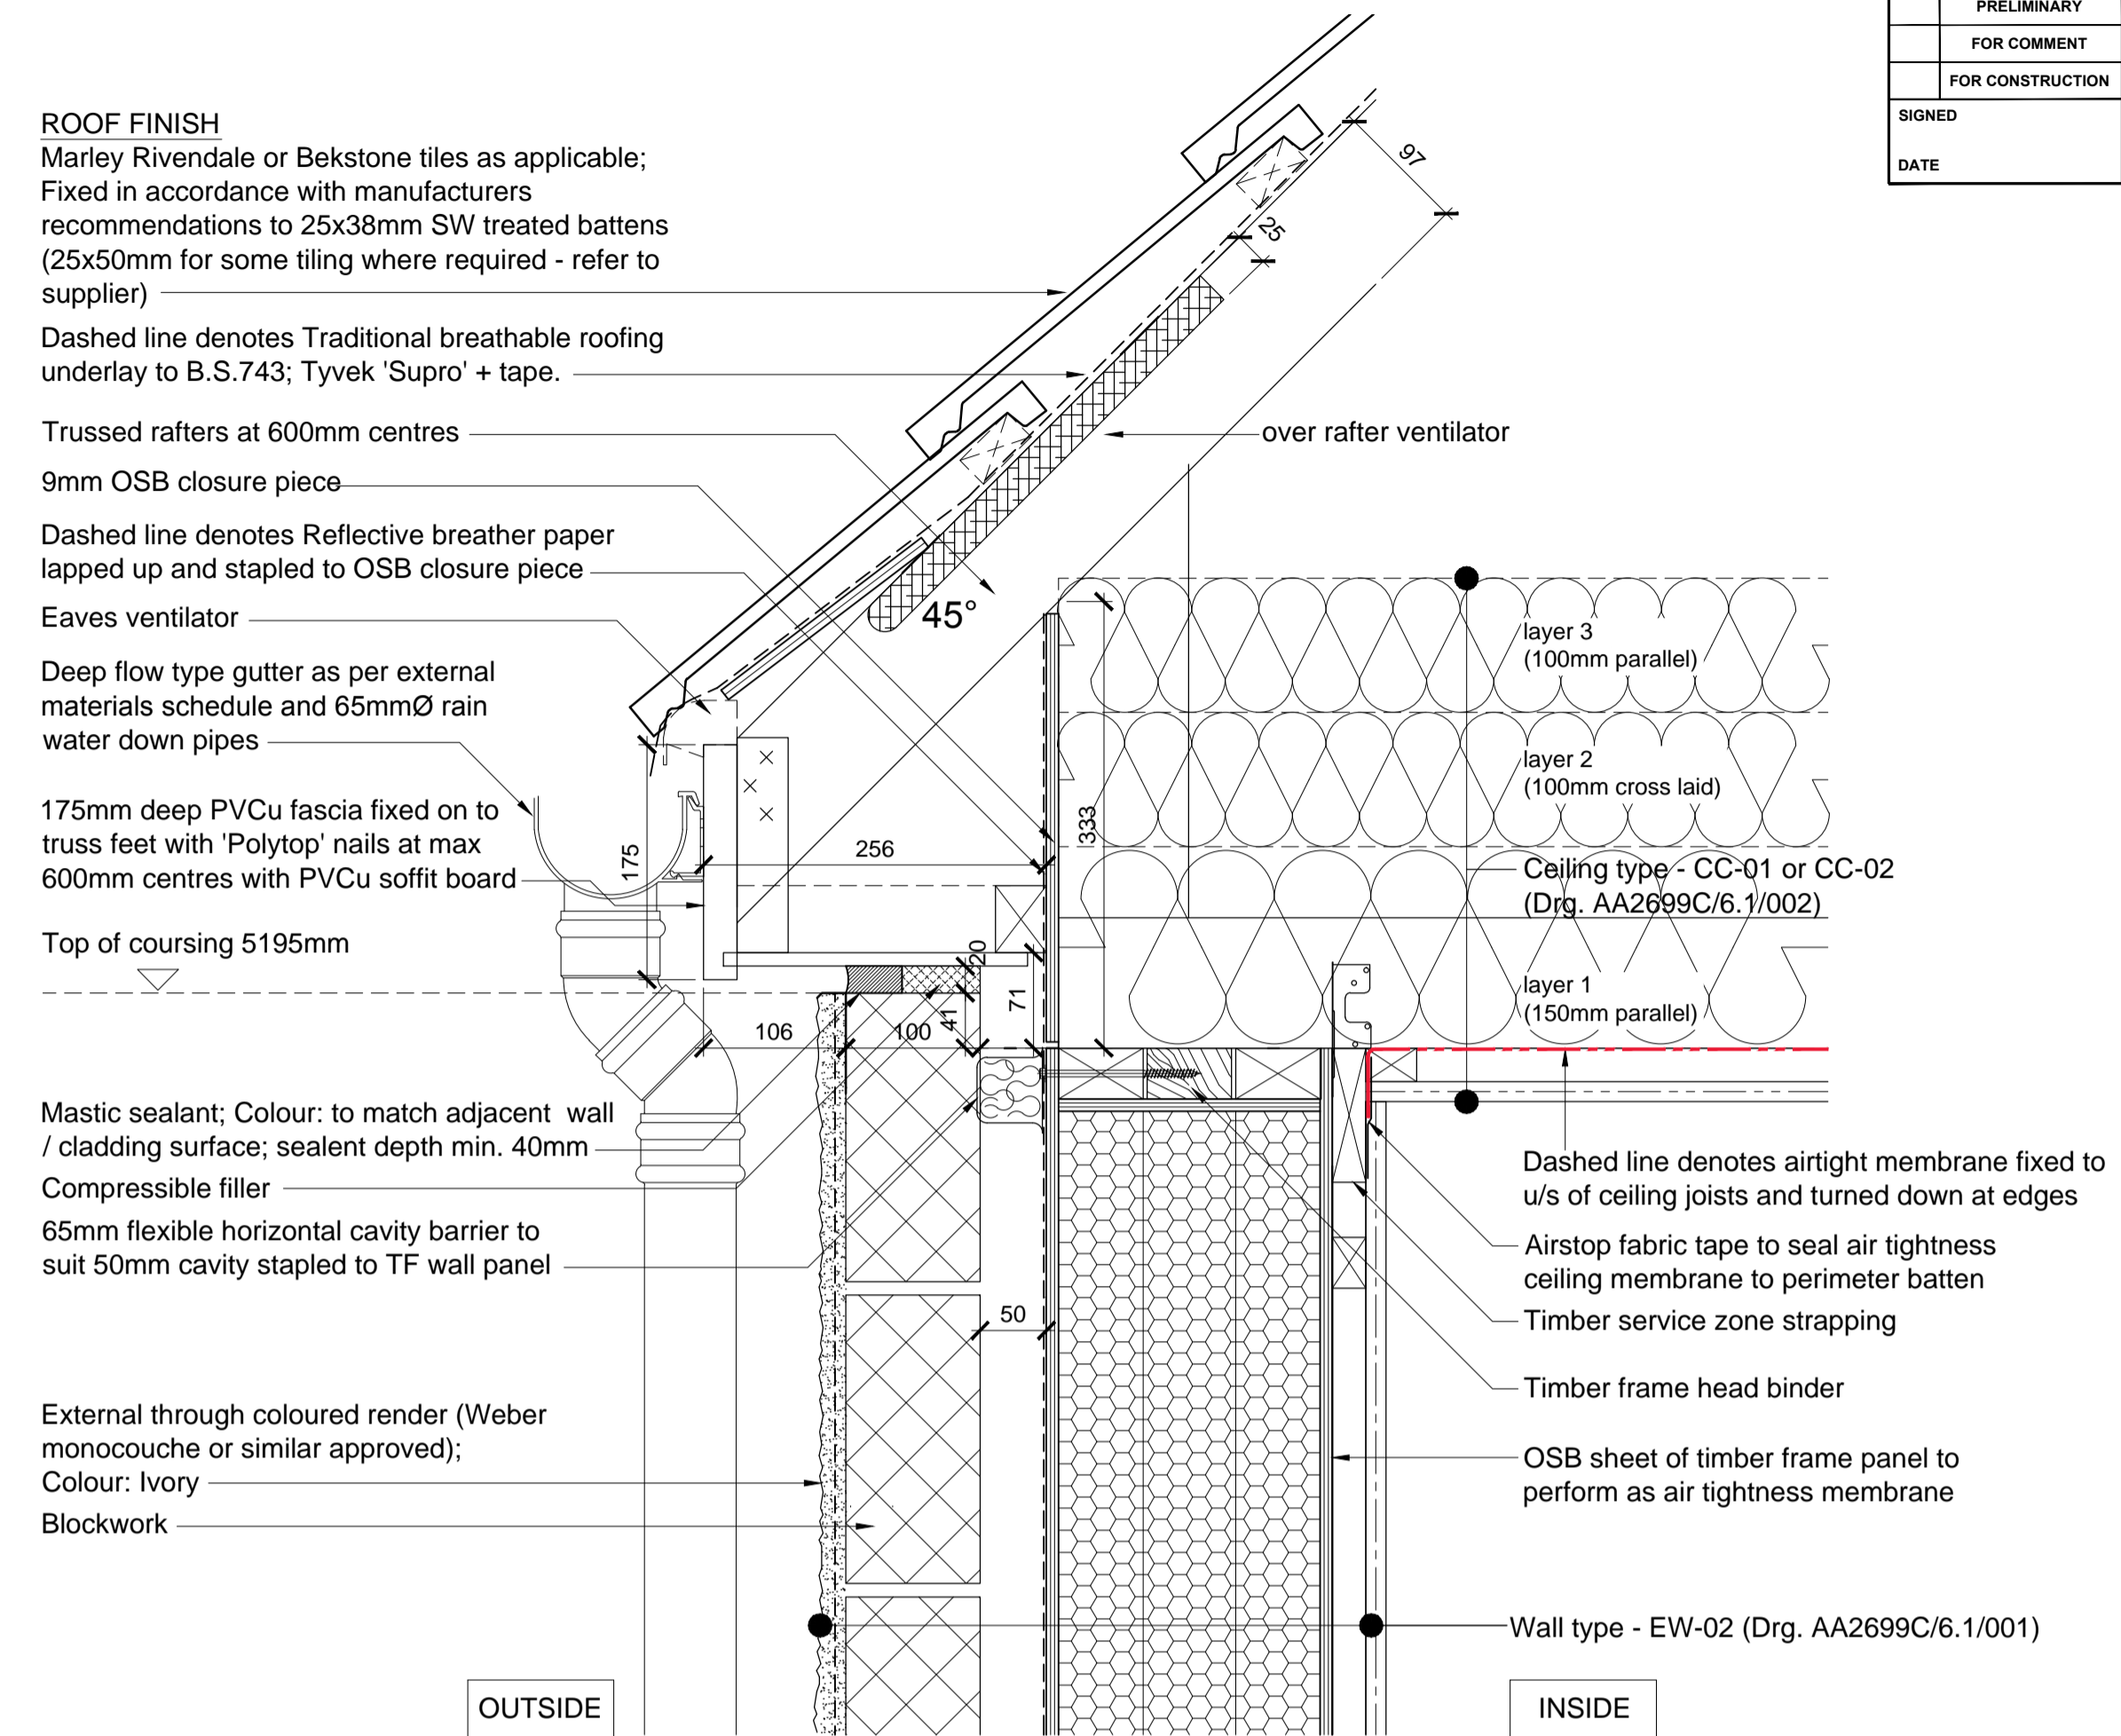 PRELIMINARY
FOR COMMENT
FOR CONSTRUCTION
SIGNED
DATE
ROOF FINISH
Marley Rivendale or Bekstone tiles as applicable;
Fixed in accordance with manufacturers
recommendations to 25x38mm SW treated battens
(25x50mm for some tiling where required - refer to
supplier)
Dashed line denotes Traditional breathable roofing
underlay to B.S.743; Tyvek 'Supro' + tape.
Trussed rafters at 600mm centres
9mm OSB closure piece
Dashed line denotes Reflective breather paper
lapped up and stapled to OSB closure piece
Eaves ventilator
Deep flow type gutter as per external
materials schedule and 65mmØ rain
water down pipes
175mm deep PVCu fascia fixed on to
truss feet with 'Polytop' nails at max
600mm centres with PVCu soffit board
Top of coursing 5195mm
Mastic sealant; Colour: to match adjacent wall
/ cladding surface; sealent depth min. 40mm
Compressible filler
65mm flexible horizontal cavity barrier to
suit 50mm cavity stapled to TF wall panel
External through coloured render (Weber
monocouche or similar approved);
Colour: Ivory
Blockwork
OUTSIDE
97
25
over rafter ventilator
45°
175
256
333
20
71
41
106
100
50
layer 3
(100mm parallel)
layer 2
(100mm cross laid)
Ceiling type - CC-01 or CC-02
(Drg. AA2699C/6.1/002)
layer 1
(150mm parallel)
Dashed line denotes airtight membrane fixed to
u/s of ceiling joists and turned down at edges
Airstop fabric tape to seal air tightness
ceiling membrane to perimeter batten
Timber service zone strapping
Timber frame head binder
OSB sheet of timber frame panel to
perform as air tightness membrane
Wall type - EW-02 (Drg. AA2699C/6.1/001)
INSIDE